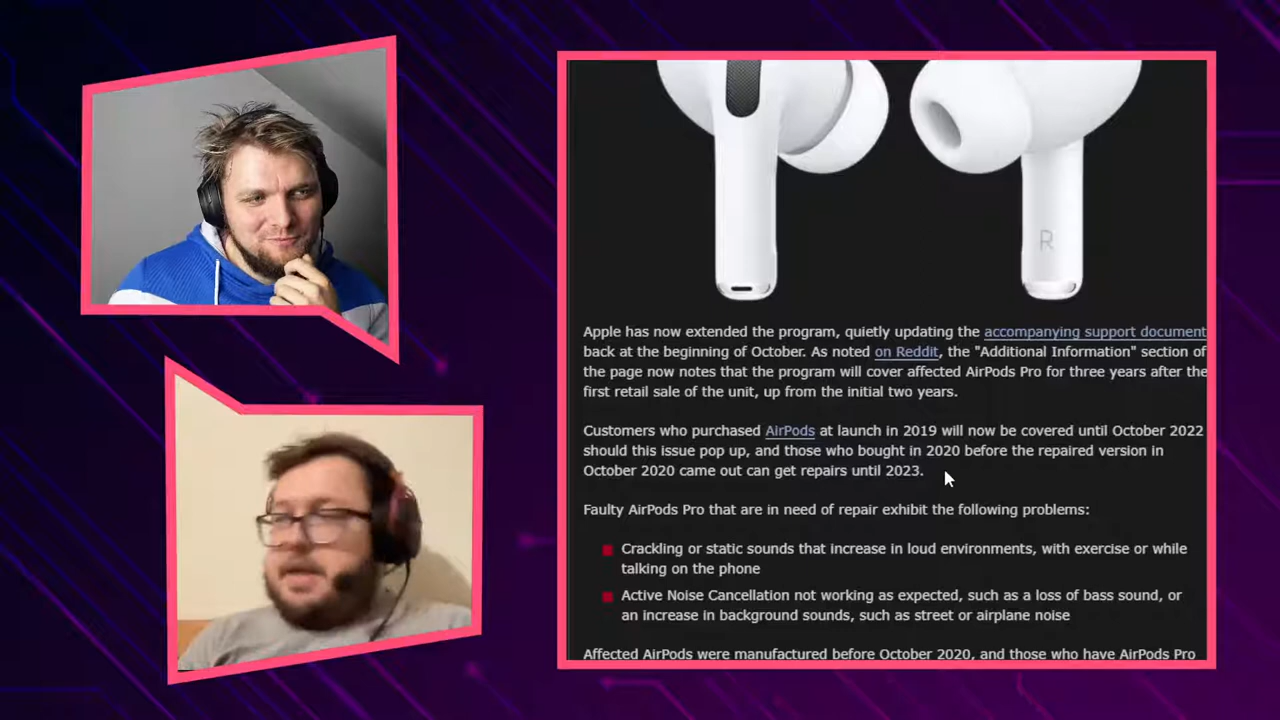 R
Apple has now extended the program, quietly updating the accompanying support document
back at the beginning of October. As noted on Reddit, the "Additional Information" section of
the page now notes that the program will cover affected AirPods Pro for three years after the
first retail sale of the unit, up from the initial two years.
Customers who purchased AirPods at launch in 2019 will now be covered until October 2022
should this issue pop up, and those who bought in 2020 before the repaired version in
October 2020 came out can get repairs until 2023.
Faulty AirPods Pro that are in need of repair exhibit the following problems:
Crackling or static sounds that increase in loud environments, with exercise or while
talking on the phone
Active Noise Cancellation not working as expected, such as a loss of bass sound, or
an increase in background sounds, such as street or airplane noise
Affected AirPods were manufactured before October 2020, and those who have AirPods Pro